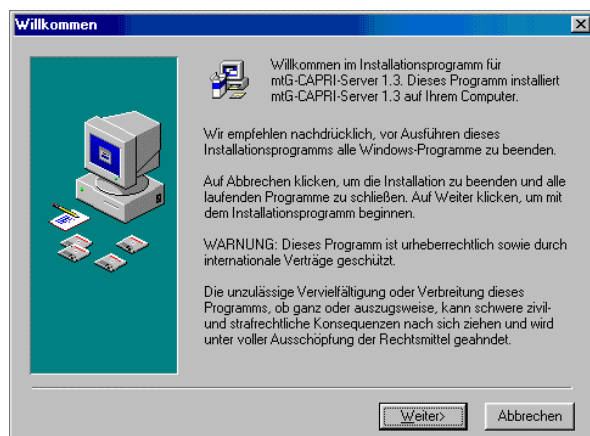 Willkommen
Willkommen im Installationsprogramm für
mtG-CAPRI-Server 1.3. Dieses Programm installiert
mtG-CAPRI-Server 1.3 auf Ihrem Computer.
Wir empfehlen nachdrücklich, vor Ausführen dieses
Installationsprogramms alle Windows-Programme zu beenden.
Auf Abbrechen klicken, um die Installation zu beenden und alle
laufenden Programme zu schließen. Auf Weiter klicken, um mit
dem Installationsprogramm beginnen.
WARNUNG: Dieses Programm ist urheberrechtlich sowie durch
internationale Verträge geschützt.
Die unzulässige Vervielfältigung oder Verbreitung dieses
Programms, ob ganz oder auszugsweise, kann schwere zivil-
und strafrechtliche Konsequenzen nach sich ziehen und wird
unter voller Ausschöpfung der Rechtsmittel geahndet.
Weiter> Abbrechen